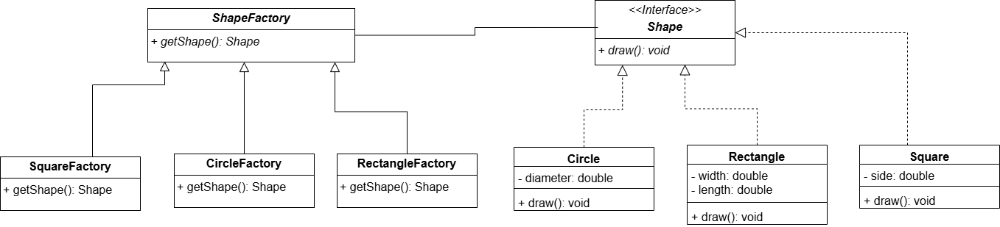 ShapeFactory
+ getShape(): Shape
<<Interface>>
Shape
+ draw(): void
SquareFactory
+ getShape(): Shape
CircleFactory
+ getShape(): Shape
RectangleFactory
+ getShape(): Shape
Circle
- diameter: double
+ draw(): void
Rectangle
- width: double
- length: double
+ draw(): void
Square
- side: double
+ draw(): void